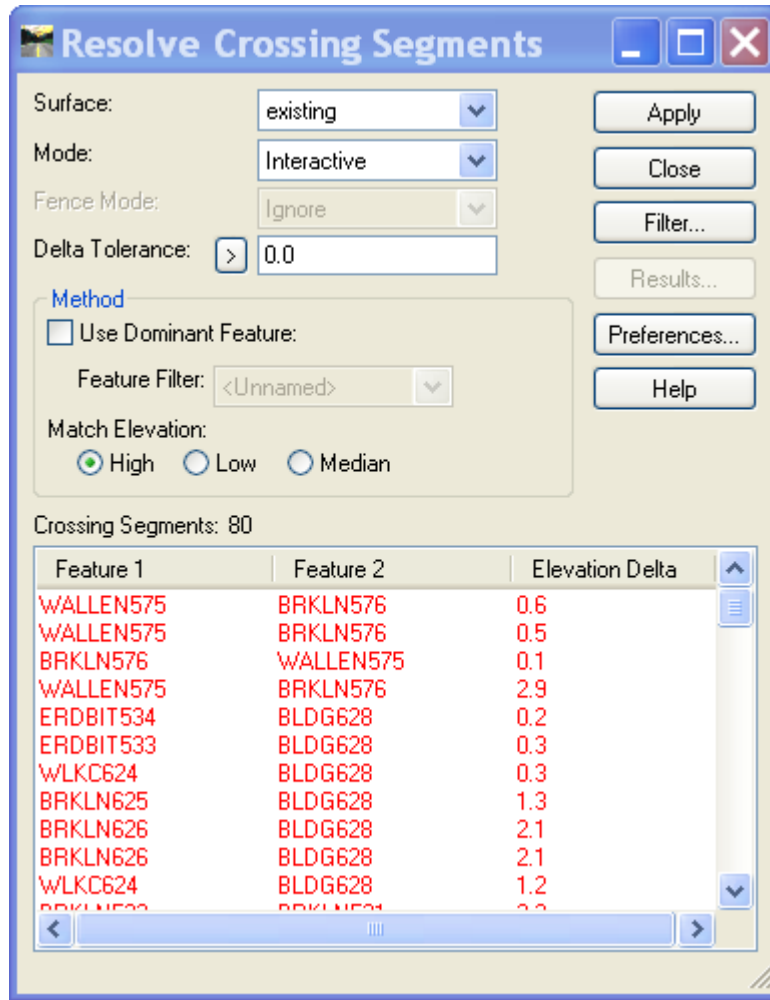 Resolve Crossing Segments
Surface: existing Apply
Mode: Interactive Close
Fence Mode: Ignore Filter...
Delta Tolerance: > 0.0 Results...
Method
Use Dominant Feature: Preferences...
Feature Filter: <Unnamed> Help
Match Elevation:
High Low Median
Crossing Segments: 80
Feature 1 Feature 2 Elevation Delta
WALLEN575 BRKLN576 0.6
WALLEN575 BRKLN576 0.5
BRKLN576 WALLEN575 0.1
WALLEN575 BRKLN576 2.9
ERDBIT534 BLDG628 0.2
ERDBIT533 BLDG628 0.3
WLKC624 BLDG628 0.3
BRKLN625 BLDG628 1.3
BRKLN626 BLDG628 2.1
BRKLN626 BLDG628 2.1
WLKC624 BLDG628 1.2